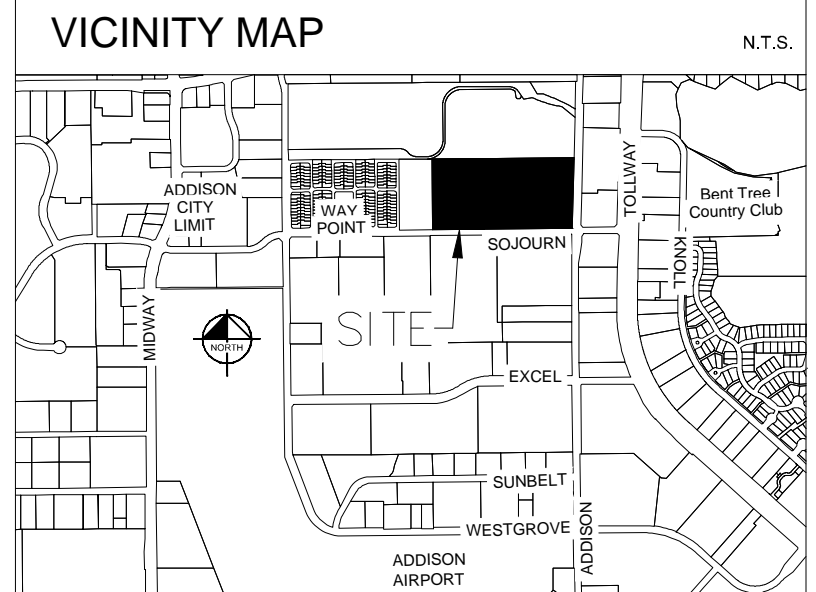 VICINITY MAP
N.T.S.
ADDISON
CITY
LIMIT
WAY
POINT
TOLLWAY
Bent Tree
Country Club
SOJOURN
KNOLL
MIDWAY
NORTH
SITE
EXCEL
SUNBELT
WESTGROVE
ADDISON
ADDISON
AIRPORT